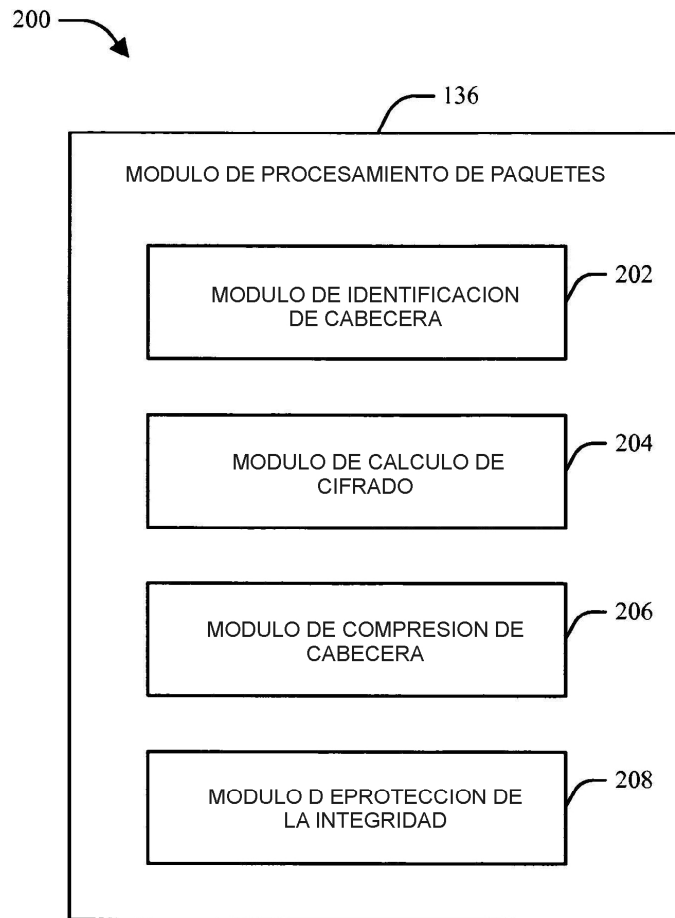 200
136
MODULO DE PROCESAMIENTO DE PAQUETES
202
MODULO DE IDENTIFICACION
DE CABECERA
204
MODULO DE CALCULO DE
CIFRADO
206
MODULO DE COMPRESION DE
CABECERA
208
MODULO D EPROTECCION DE
LA INTEGRIDAD